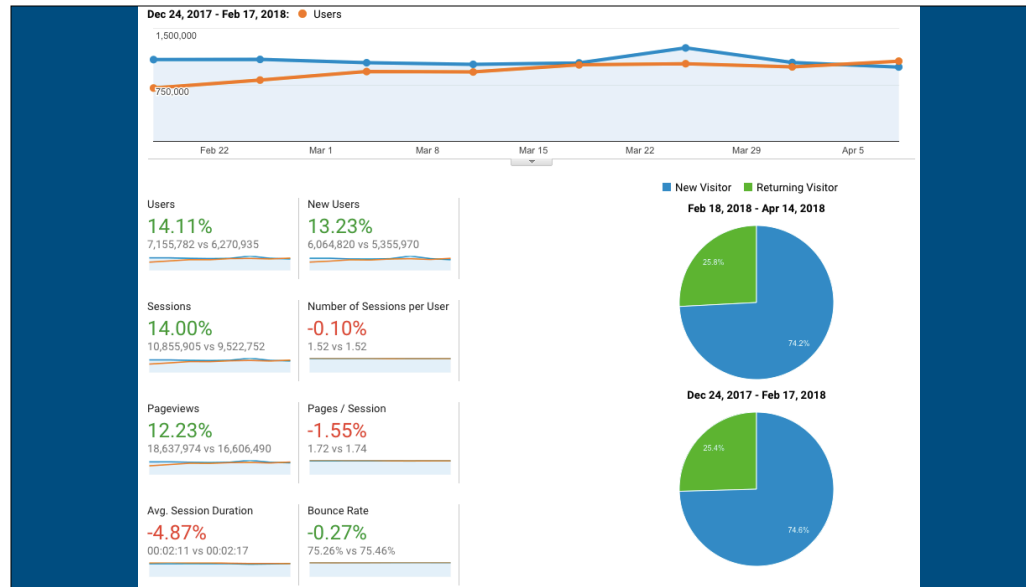 Dec 24, 2017 - Feb 17, 2018: Users
1,500,000
750,000
Feb 22 Mar 1 Mar 8 Mar 15 Mar 22 Mar 29 Apr 5
New Visitor Returning Visitor
Feb 18, 2018 - Apr 14, 2018
25.8%
74.2%
Dec 24, 2017 - Feb 17, 2018
25.4%
74.6%
Users
14.11%
7,155,782 vs 6,270,935
New Users
13.23%
6,064,820 vs 5,355,970
Sessions
14.00%
10,855,905 vs 9,522,752
Number of Sessions per User
-0.10%
1.52 vs 1.52
Pageviews
12.23%
18,637,974 vs 16,606,490
Pages / Session
-1.55%
1.72 vs 1.74
Avg. Session Duration
-4.87%
00:02:11 vs 00:02:17
Bounce Rate
-0.27%
75.26% vs 75.46%